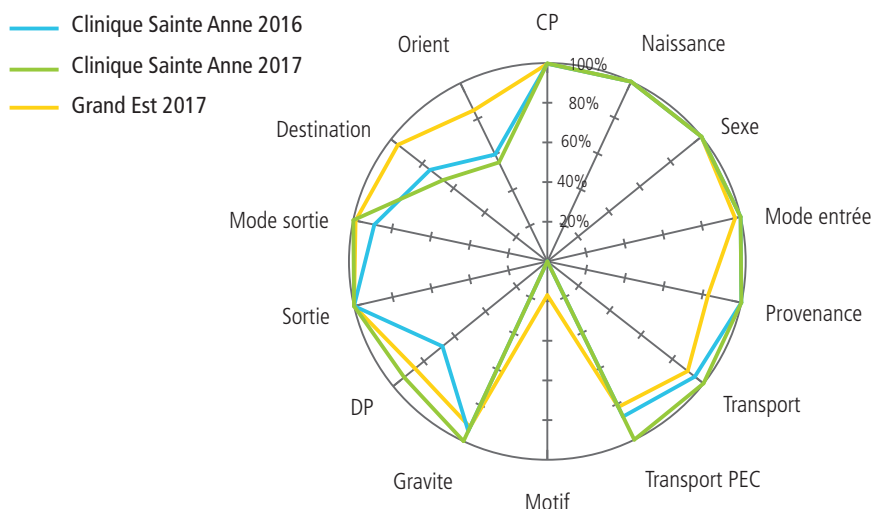 Clinique Sainte Anne 2016
Clinique Sainte Anne 2017
Grand Est 2017
CP
Naissance
Sexe
Mode entrée
Provenance
Transport
Transport PEC
Motif
Gravite
DP
Sortie
Mode sortie
Destination
Orient
100%
80%
60%
40%
20%